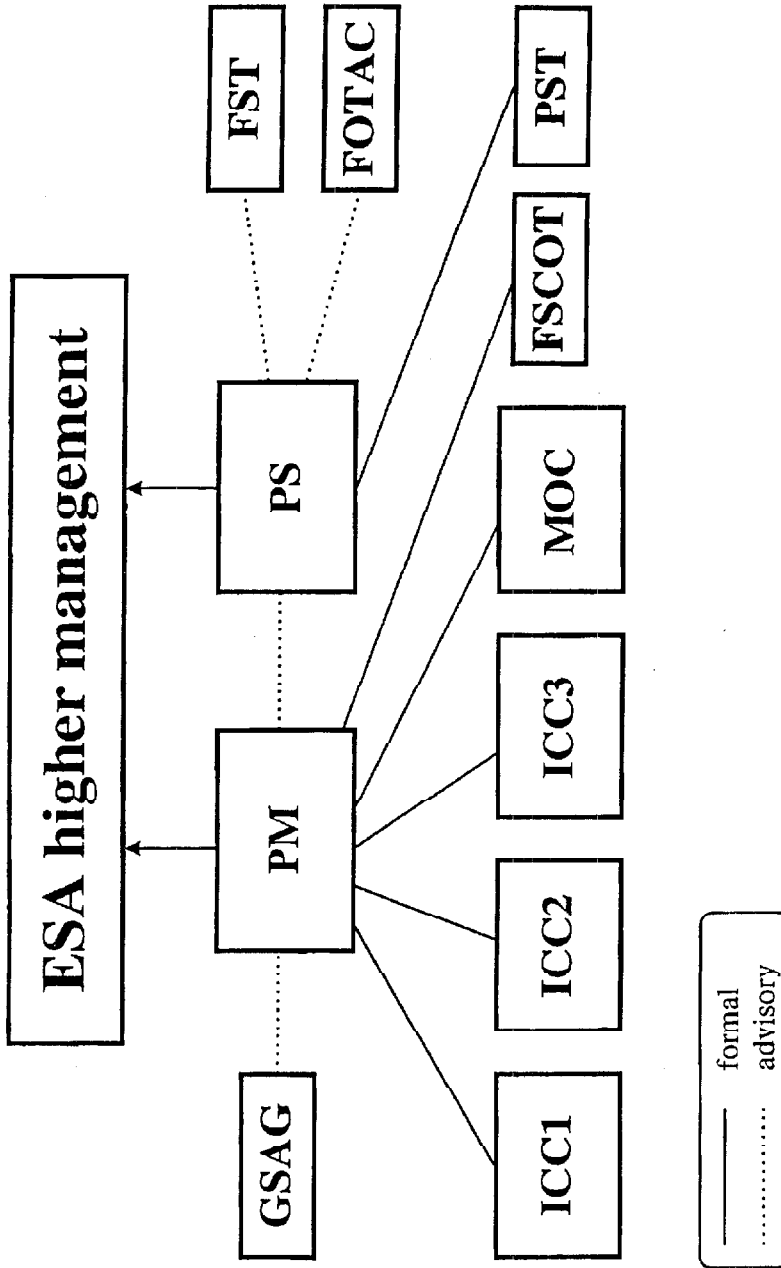 ESA higher management
GSAG
PM
PS
FST
FOTAC
ICC1
ICC2
ICC3
MOC
FSCOT
PST
formal
advisory